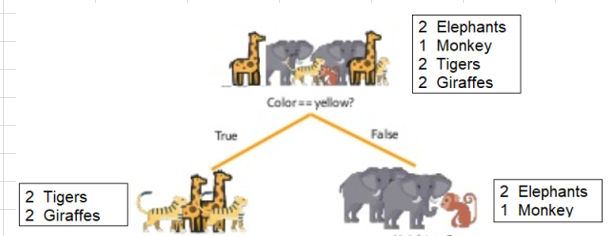 2 Elephants
1 Monkey
2 Tigers
2 Giraffes
Color== yellow?
True
False
2 Tigers
2 Giraffes
2 Elephants
1 Monkey